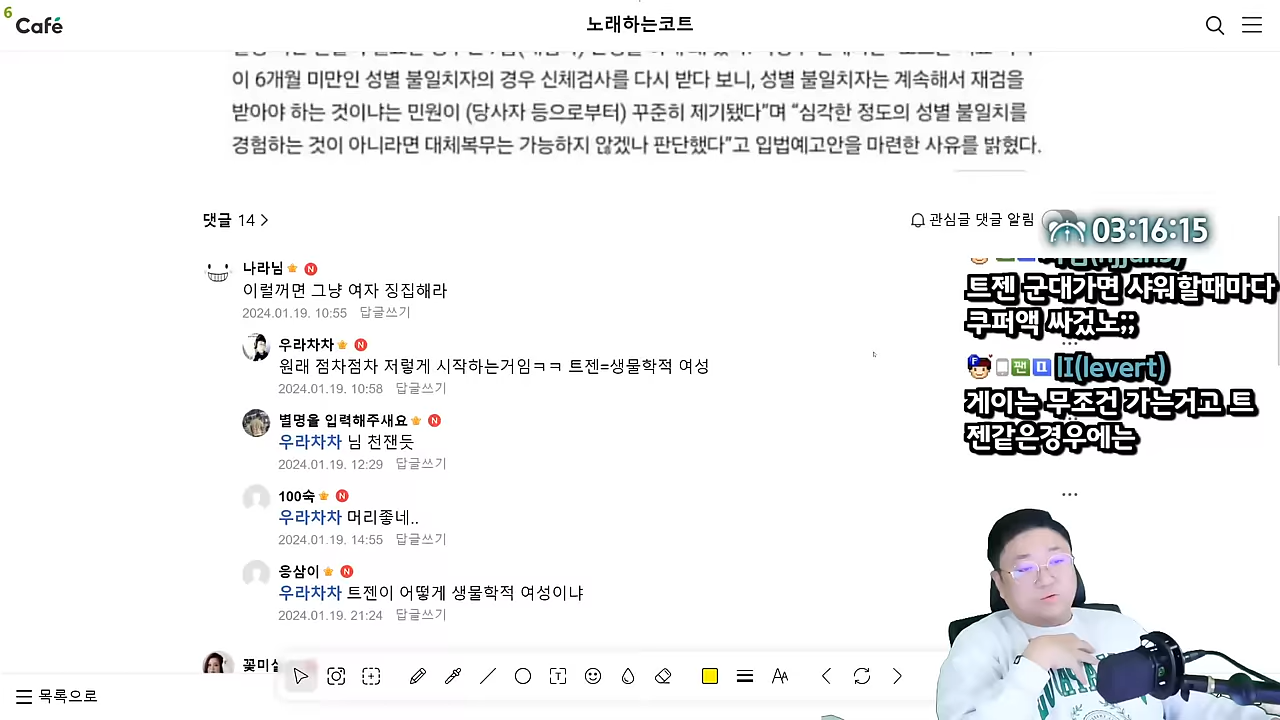 6
Café
노래하는코트
이 6개월 미만인 성별 불일치자의 경우 신체검사를 다시 받다 보니, 성별 불일치자는 계속해서 재검을
받아야 하는 것이냐는 민원이 (당사자 등으로부터) 꾸준히 제기됐다”며 “심각한 정도의 성별 불일치를
경험하는 것이 아니라면 대체복무는 가능하지 않겠나 판단했다”고 입법예고안을 마련한 사유를 밝혔다.
댓글 14 >
관심글 댓글 알림
03:16:15
나라님 N
이럴꺼면 그냥 여자 징집해라
2024.01.19. 10:55 답글쓰기
우라차차 N
원래 점차점차 저렇게 시작하는거임ㅋㅋ 트젠=생물학적 여성
2024.01.19. 10:58 답글쓰기
별명을 입력해주새요 N
우라차차 님 천잰듯
2024.01.19. 12:29 답글쓰기
100숙 N
우라차차 머리좋네..
2024.01.19. 14:55 답글쓰기
응삼이 N
우라차차 트젠이 어떻게 생물학적 여성이냐
2024.01.19. 21:24 답글쓰기
트젠 군대가면 샤워할때마다
쿠퍼액 싸겄노;;
팬 lI(levert)
게이는 무조건 가는거고 트
젠같은경우에는
목록으로